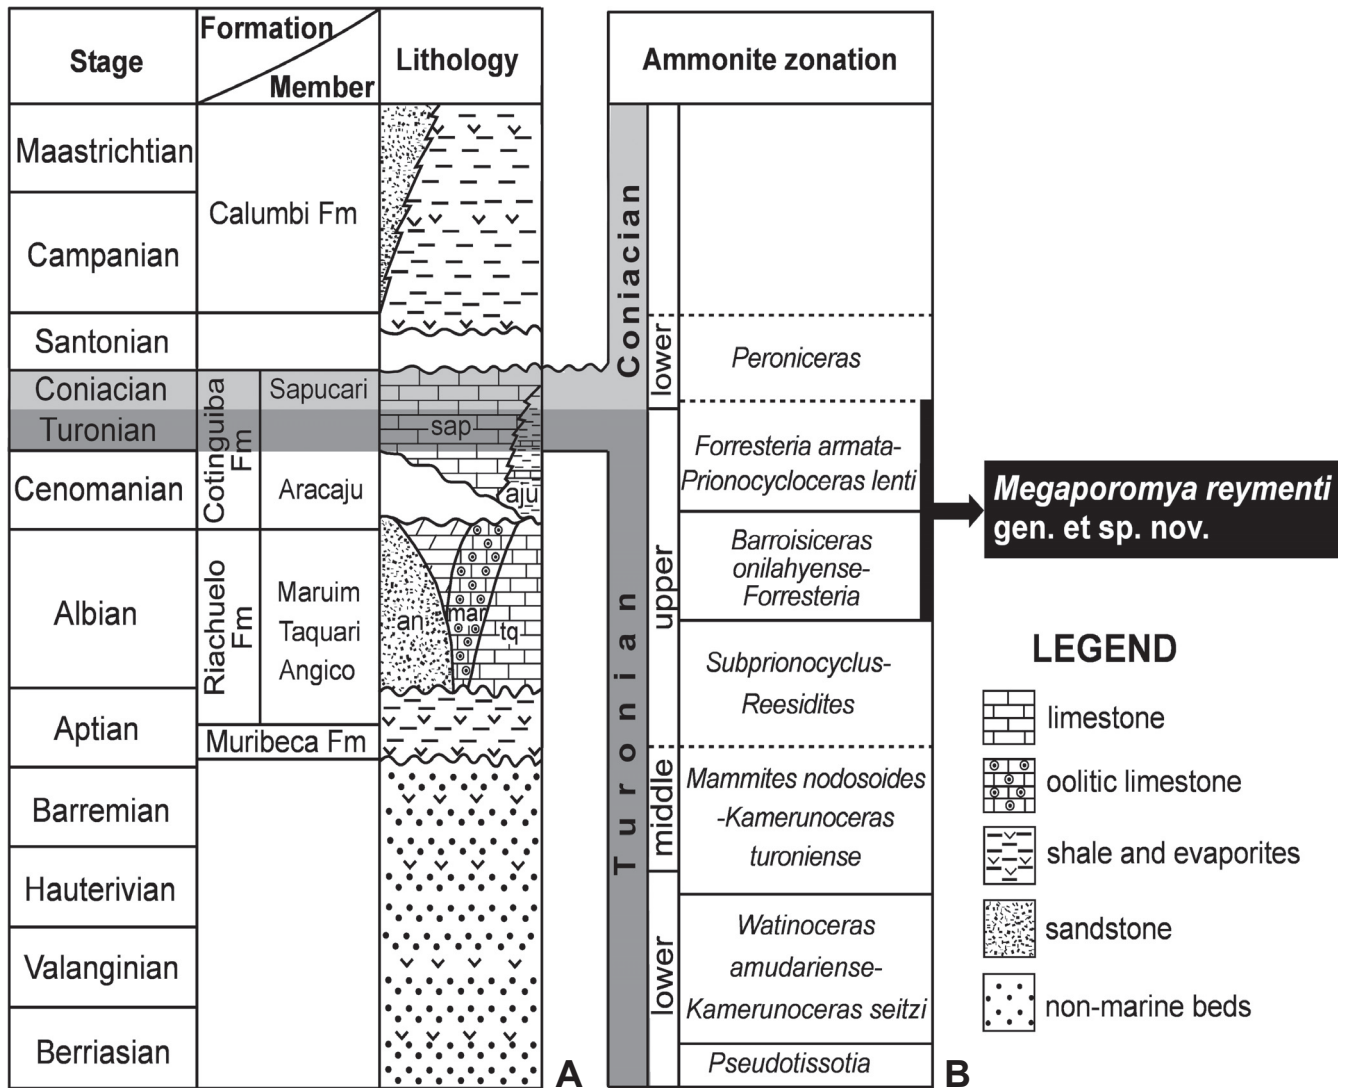 Stage
Formation
Member
Lithology
Maastrichtian
Campanian
Santonian
Coniacian
Turonian
Cenomanian
Albian
Aptian
Barremian
Hauterivian
Valanginian
Berriasian
Calumbi Fm
Cotinguiba
Fm
Sapucari
Aracaju
Riachuelo
Fm
Maruim
Taquari
Angico
Muribeca Fm
sap
aju
an
mar
tq
A
Ammonite zonation
Coniacian
Turonian
lower
upper
middle
lower
Peroniceras
Forresteria armata-
Prionocycloceras lenti
Barroisiceras
onilahyense-
Forresteria
Subprionocyclus-
Reesidites
Mammites nodosoides
-Kamerunoceras
turoniense
Watinoceras
amudariense-
Kamerunoceras seitzi
Pseudotissotia
B
Megaporomya reymenti
gen. et sp. nov.
LEGEND
limestone
oolitic limestone
shale and evaporites
sandstone
non-marine beds